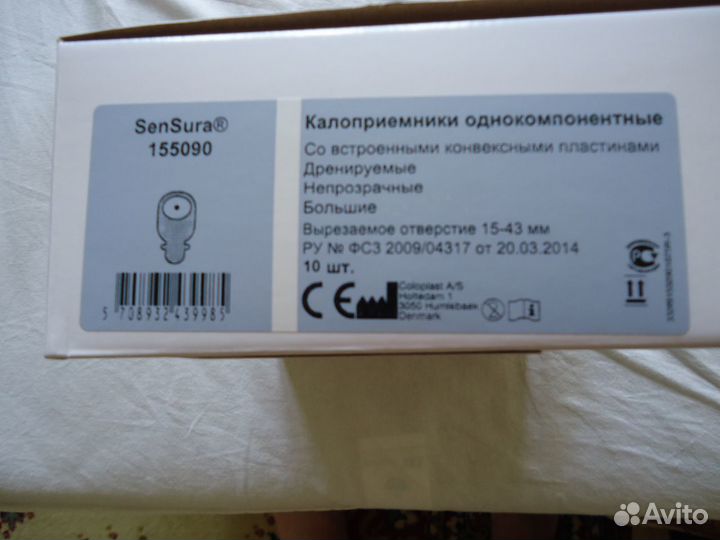 SenSura®
155090
5 708932 439985
Калоприемники однокомпонентные
Со встроенными конвексными пластинами
Дренируемые
Непрозрачные
Большие
Вырезаемое отверстие 15-43 мм
РУ № ФСЗ 2009/04317 от 20.03.2014
10 шт.
CE
Coloplast A/S
Holtedam 1
3050 Humlebaek
Denmark
Avito